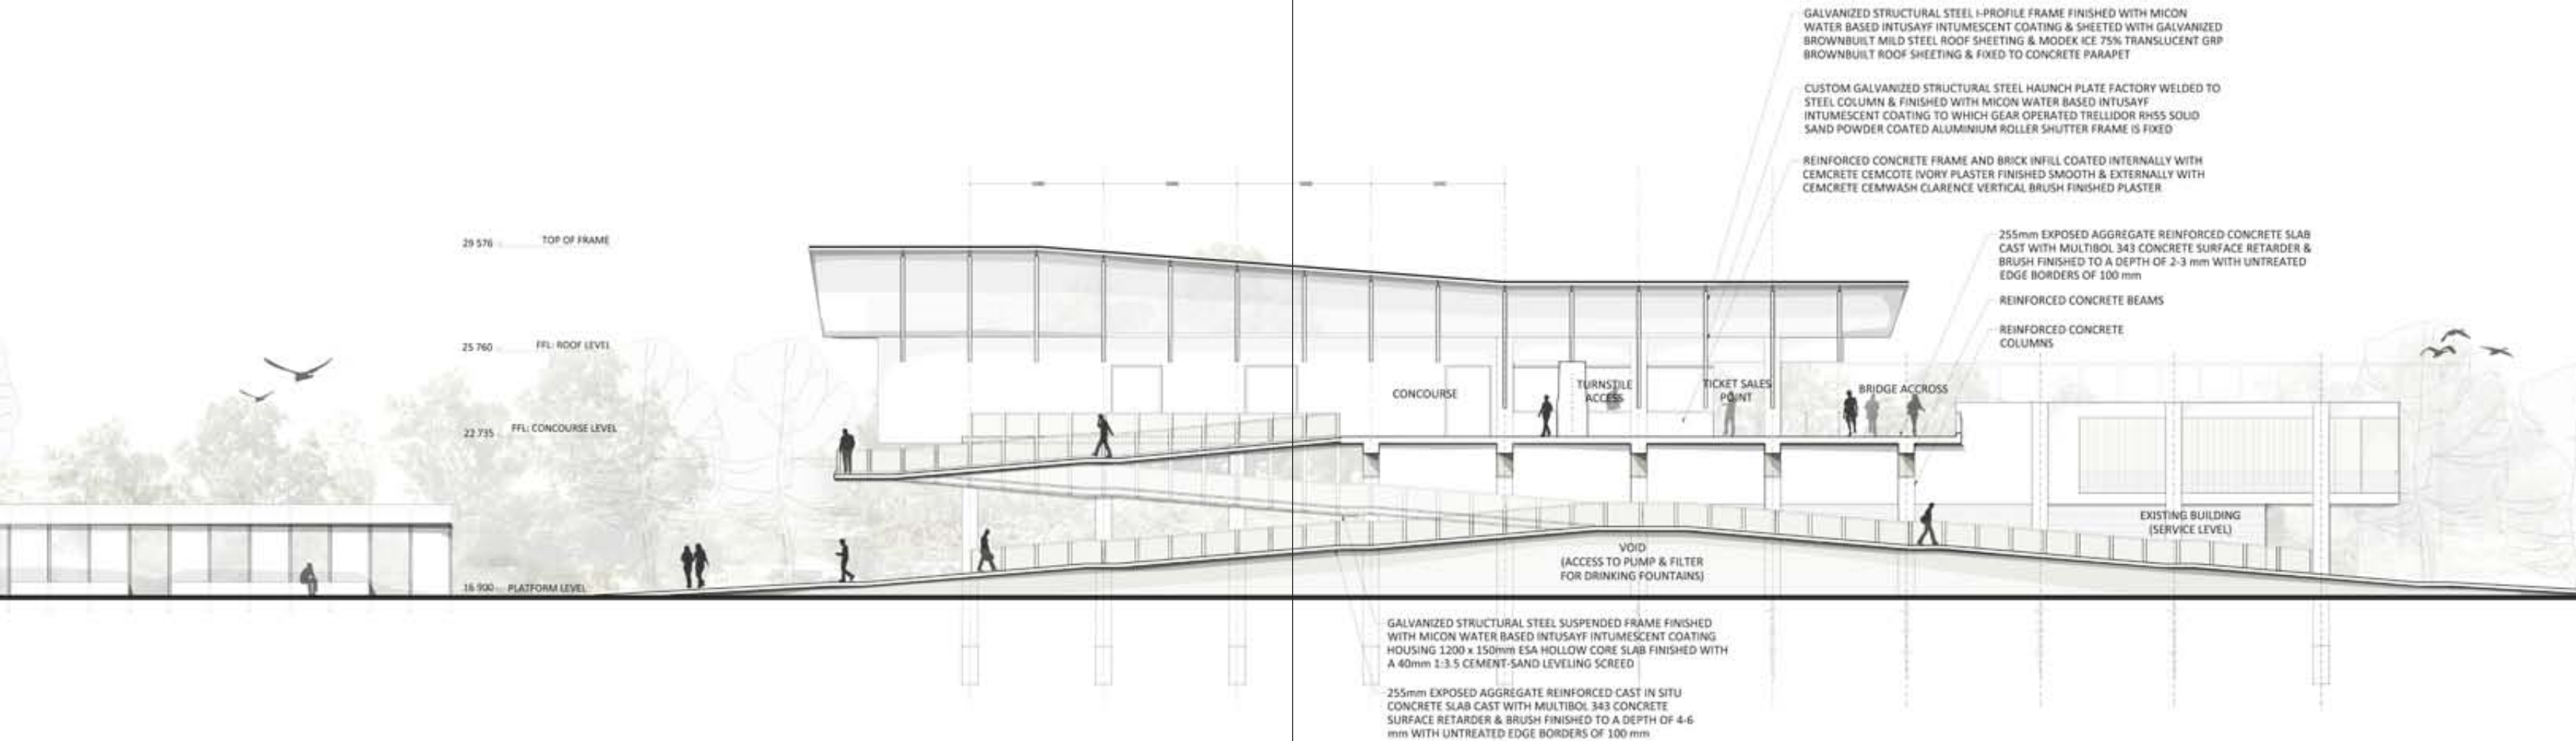 GALVANIZED STRUCTURAL STEEL I-PROFILE FRAME FINISHED WITH MICON
WATER BASED INTUSAYF INTUMESCENT COATING & SHEETED WITH GALVANIZED
BROWNBUILT MILD STEEL ROOF SHEETING & MODEK ICE 75% TRANSLUCENT GRP
BROWNBUILT ROOF SHEETING & FIXED TO CONCRETE PARAPET
CUSTOM GALVANIZED STRUCTURAL STEEL HAUNCH PLATE FACTORY WELDED TO
STEEL COLUMN & FINISHED WITH MICON WATER BASED INTUSAYF
INTUMESCENT COATING TO WHICH GEAR OPERATED TRELLIDOR RH55 SOLID
SAND POWDER COATED ALUMINIUM ROLLER SHUTTER FRAME IS FIXED
REINFORCED CONCRETE FRAME AND BRICK INFILL COATED INTERNALLY WITH
CEMCRETE CEMCOTE IVORY PLASTER FINISHED SMOOTH & EXTERNALLY WITH
CEMCRETE CEMWASH CLARENCE VERTICAL BRUSH FINISHED PLASTER
255mm EXPOSED AGGREGATE REINFORCED CONCRETE SLAB
CAST WITH MULTIBOL 343 CONCRETE SURFACE RETARDER &
BRUSH FINISHED TO A DEPTH OF 2-3 mm WITH UNTREATED
EDGE BORDERS OF 100 mm
REINFORCED CONCRETE BEAMS
REINFORCED CONCRETE
COLUMNS
29 576 TOP OF FRAME
25 760 FFL: ROOF LEVEL
22 735 FFL: CONCOURSE LEVEL
16 900 PLATFORM LEVEL
CONCOURSE
TURNSTILE
ACCESS
TICKET SALES
POINT
BRIDGE ACCROSS
EXISTING BUILDING
(SERVICE LEVEL)
VOID
(ACCESS TO PUMP & FILTER
FOR DRINKING FOUNTAINS)
GALVANIZED STRUCTURAL STEEL SUSPENDED FRAME FINISHED
WITH MICON WATER BASED INTUSAYF INTUMESCENT COATING
HOUSING 1200 x 150mm ESA HOLLOW CORE SLAB FINISHED WITH
A 40mm 1:3.5 CEMENT-SAND LEVELING SCREED
255mm EXPOSED AGGREGATE REINFORCED CAST IN SITU
CONCRETE SLAB CAST WITH MULTIBOL 343 CONCRETE
SURFACE RETARDER & BRUSH FINISHED TO A DEPTH OF 4-6
mm WITH UNTREATED EDGE BORDERS OF 100 mm